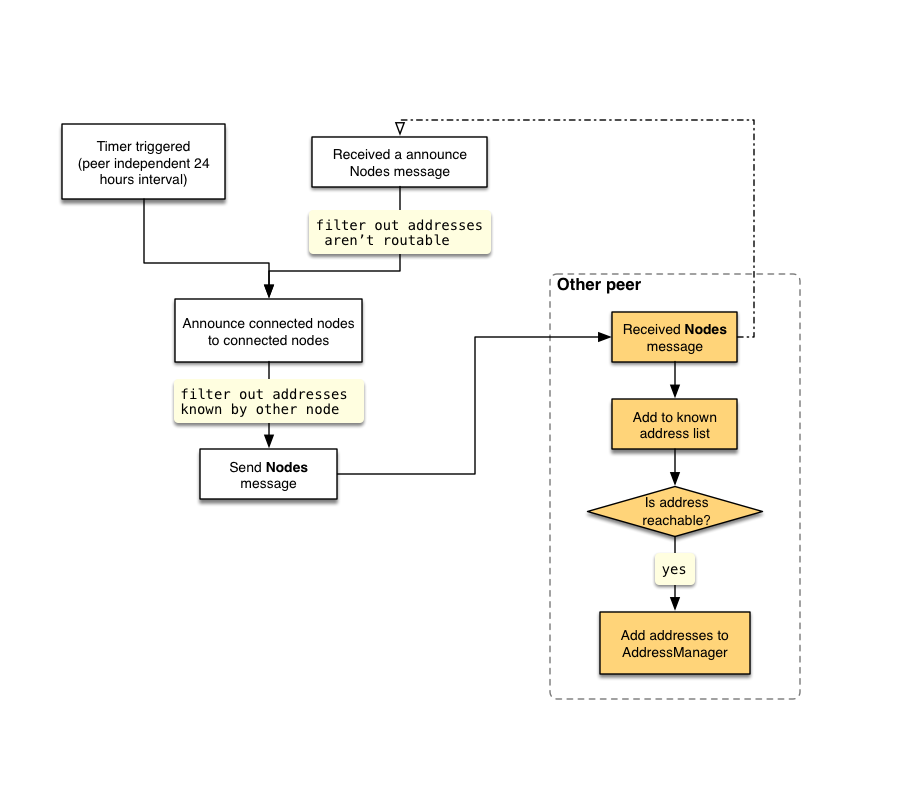 Timer triggered
(peer independent 24
hours interval)
Received a announce
Nodes message
filter out addresses
aren’t routable
Announce connected nodes
to connected nodes
filter out addresses
known by other node
Send Nodes
message
Other peer
Received Nodes
message
Add to known
address list
Is address
reachable?
yes
Add addresses to
AddressManager